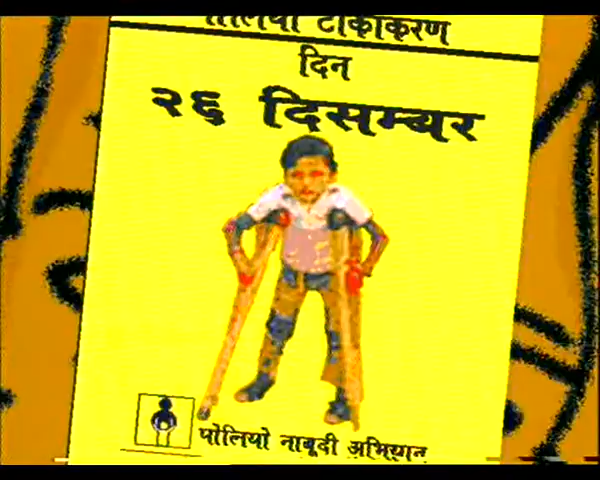 पोलियो टीकाकरण
दिन
२६ दिसम्बर
पोलियो नाबूदी अभियान